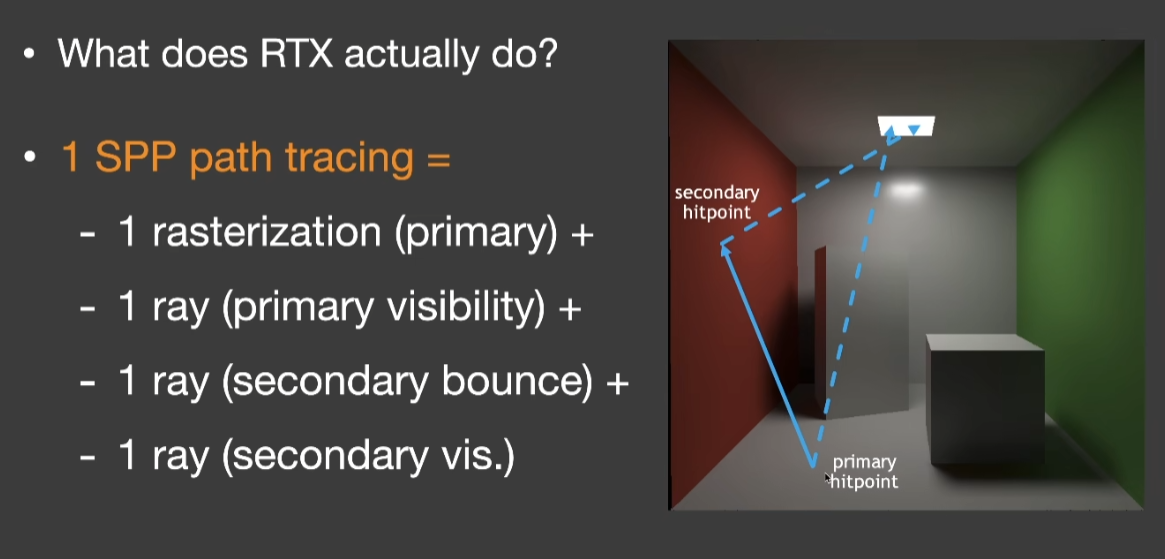 • What does RTX actually do?
• 1 SPP path tracing =
- 1 rasterization (primary) +
- 1 ray (primary visibility) +
- 1 ray (secondary bounce) +
- 1 ray (secondary vis.)
secondary
hitpoint
primary
hitpoint